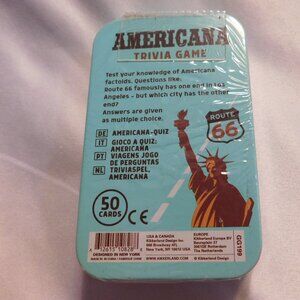 AMERICANA
TRIVIA GAME
Test your knowledge of Americana
factoids. Questions like:
Route 66 famously has one end in Los
Angeles - but which city has the other
end?
Answers are given
as multiple choice.
ROUTE
66
DE AMERICANA-QUIZ
IT GIOCO A QUIZ:
AMERICANA
PT VIAGENS JOGO
DE PERGUNTAS
NL TRIVIASPEL,
AMERICANA
50
CARDS
CE
USA & CANADA
Kikkerland Design Inc.
New York, NY
EUROPE
Kikkerland Europe BV
The Netherlands
DESIGNED IN NEW YORK
WWW.KIKKERLAND.COM
GG199